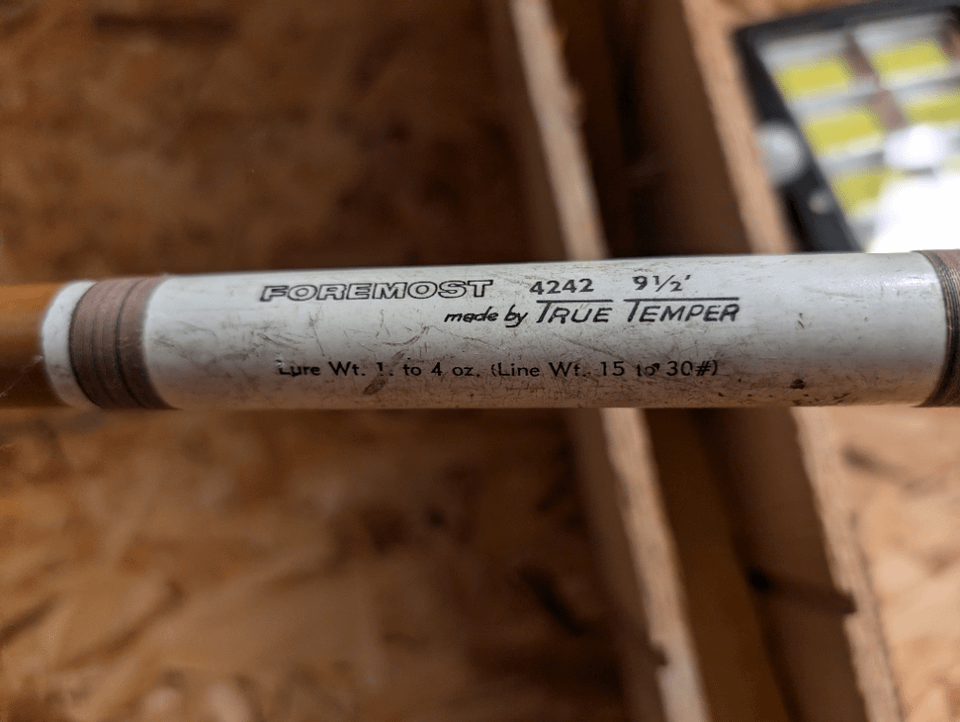 FOREMOST 4242 9½'
made by TRUE TEMPER
Lure Wt. 1. to 4 oz. (Line Wt. 15 to 30#)